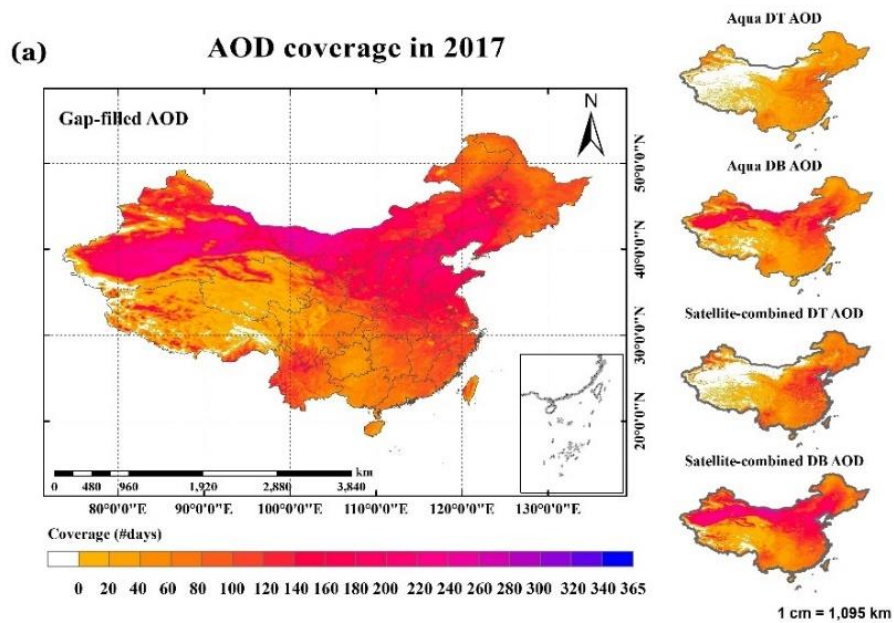 (a)
AOD coverage in 2017
Gap-filled AOD
N
50°0'0"N
40°0'0"N
30°0'0"N
20°0'0"N
km
0 480 960 1,920 2,880 3,840
80°0'0"E 90°0'0"E 100°0'0"E 110°0'0"E 120°0'0"E 130°0'0"E
Coverage (#days)
0 20 40 60 80 100 120 140 160 180 200 220 240 260 280 300 320 340 365
Aqua DT AOD
Aqua DB AOD
Satellite-combined DT AOD
Satellite-combined DB AOD
1 cm = 1,095 km